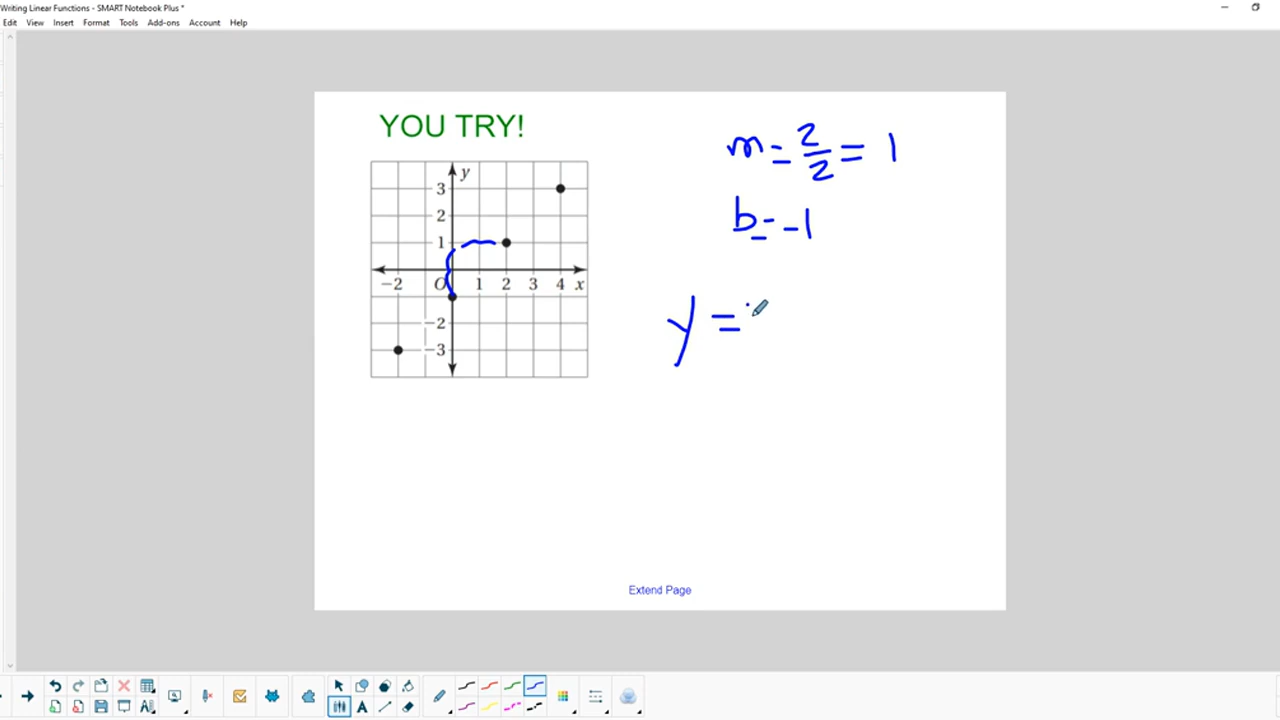 Writing Linear Functions - SMART Notebook Plus *
Edit View Insert Format Tools Add-ons Account Help
YOU TRY!
m = 2/2 = 1
b = -1
y =
y
3
2
1
−2 O 1 2 3 4 x
−2
−3
Extend Page